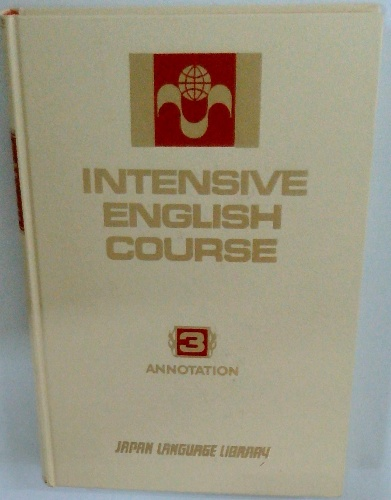 INTENSIVE
ENGLISH
COURSE
3
ANNOTATION
JAPAN LANGUAGE LIBRARY